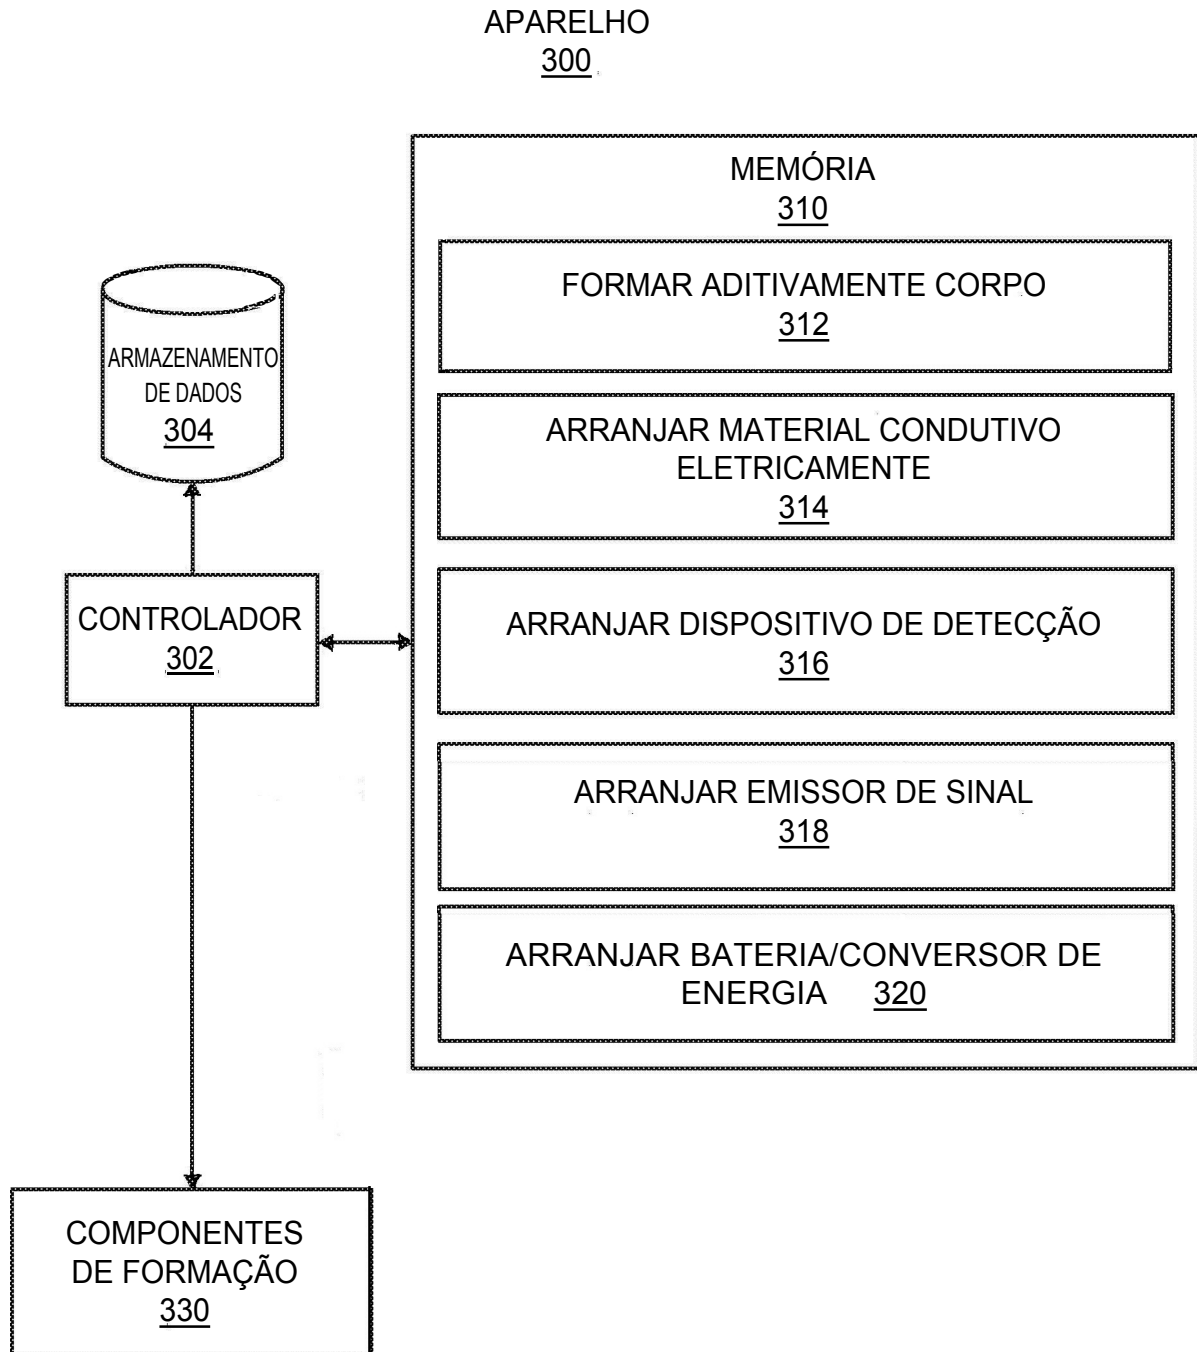 APARELHO
300
MEMÓRIA
310
FORMAR ADITIVAMENTE CORPO
312
ARMAZENAMENTO
DE DADOS
304
ARRANJAR MATERIAL CONDUTIVO
ELETRICAMENTE
314
CONTROLADOR
302
ARRANJAR DISPOSITIVO DE DETECÇÃO
316
ARRANJAR EMISSOR DE SINAL
318
ARRANJAR BATERIA/CONVERSOR DE
ENERGIA 320
COMPONENTES
DE FORMAÇÃO
330